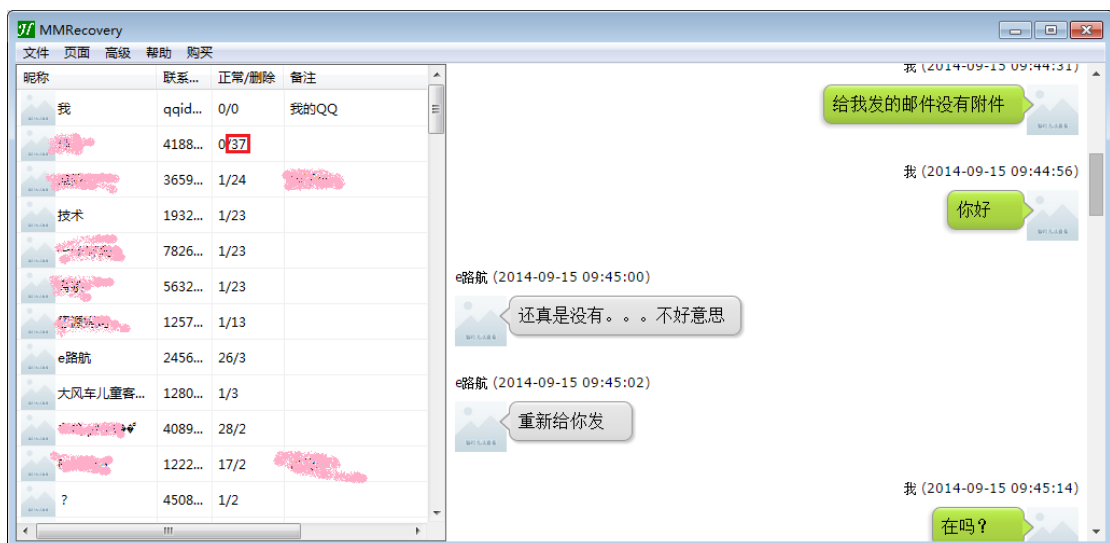 MMRecovery
文件 页面 高级 帮助 购买
昵称 联系... 正常/删除 备注
我 qqid... 0/0 我的QQ
4188... 0/37
3659... 1/24
技术 1932... 1/23
7826... 1/23
5632... 1/23
1257... 1/13
e路航 2456... 26/3
大风车儿童客... 1280... 1/3
4089... 28/2
1222... 17/2
? 4508... 1/2
我 (2014-09-15 09:44:31)
给我发的邮件没有附件
我 (2014-09-15 09:44:56)
你好
e路航 (2014-09-15 09:45:00)
还真是没有。。。不好意思
e路航 (2014-09-15 09:45:02)
重新给你发
我 (2014-09-15 09:45:14)
在吗?